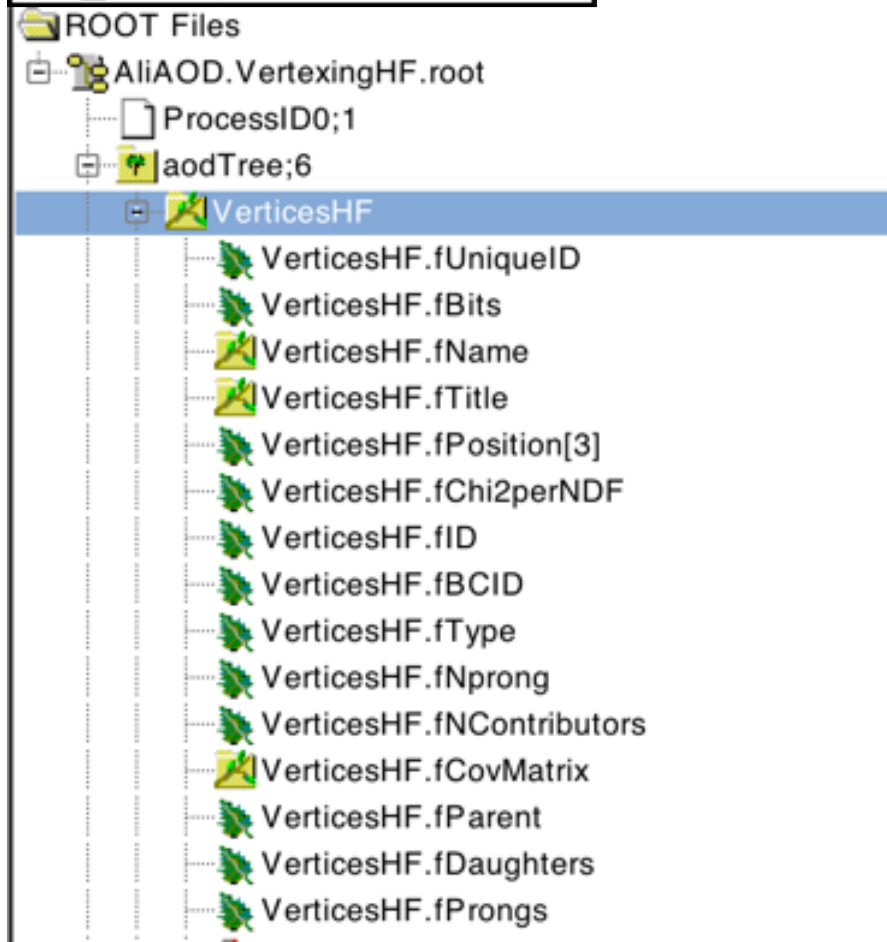 ROOT Files
AliAOD.VertexingHF.root
ProcessID0;1
aodTree;6
VerticesHF
VerticesHF.fUniqueID
VerticesHF.fBits
VerticesHF.fName
VerticesHF.fTitle
VerticesHF.fPosition[3]
VerticesHF.fChi2perNDF
VerticesHF.fID
VerticesHF.fBCID
VerticesHF.fType
VerticesHF.fNprong
VerticesHF.fNContributors
VerticesHF.fCovMatrix
VerticesHF.fParent
VerticesHF.fDaughters
VerticesHF.fProngs